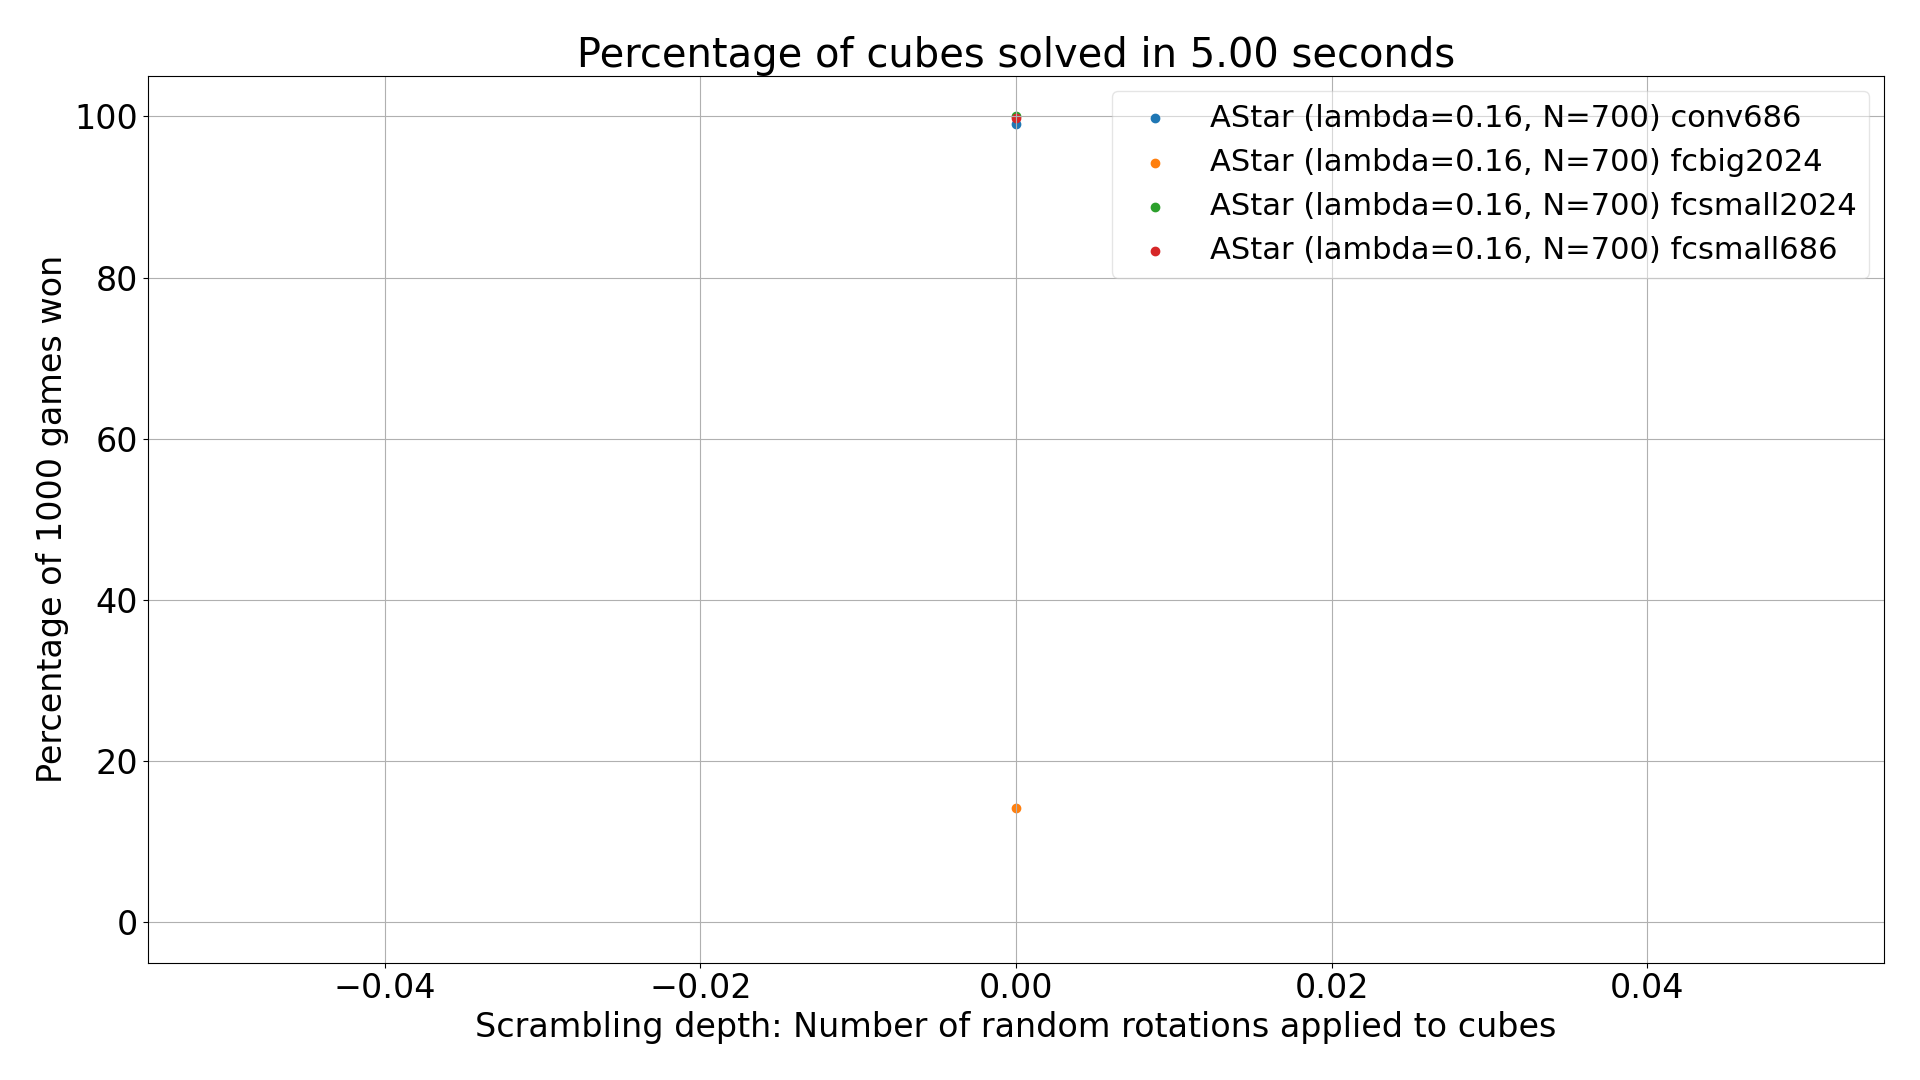 Percentage of cubes solved in 5.00 seconds
AStar (lambda=0.16, N=700) conv686
AStar (lambda=0.16, N=700) fcbig2024
AStar (lambda=0.16, N=700) fcsmall2024
AStar (lambda=0.16, N=700) fcsmall686
Percentage of 1000 games won
100
80
60
40
20
0
−0.04 −0.02 0.00 0.02 0.04
Scrambling depth: Number of random rotations applied to cubes